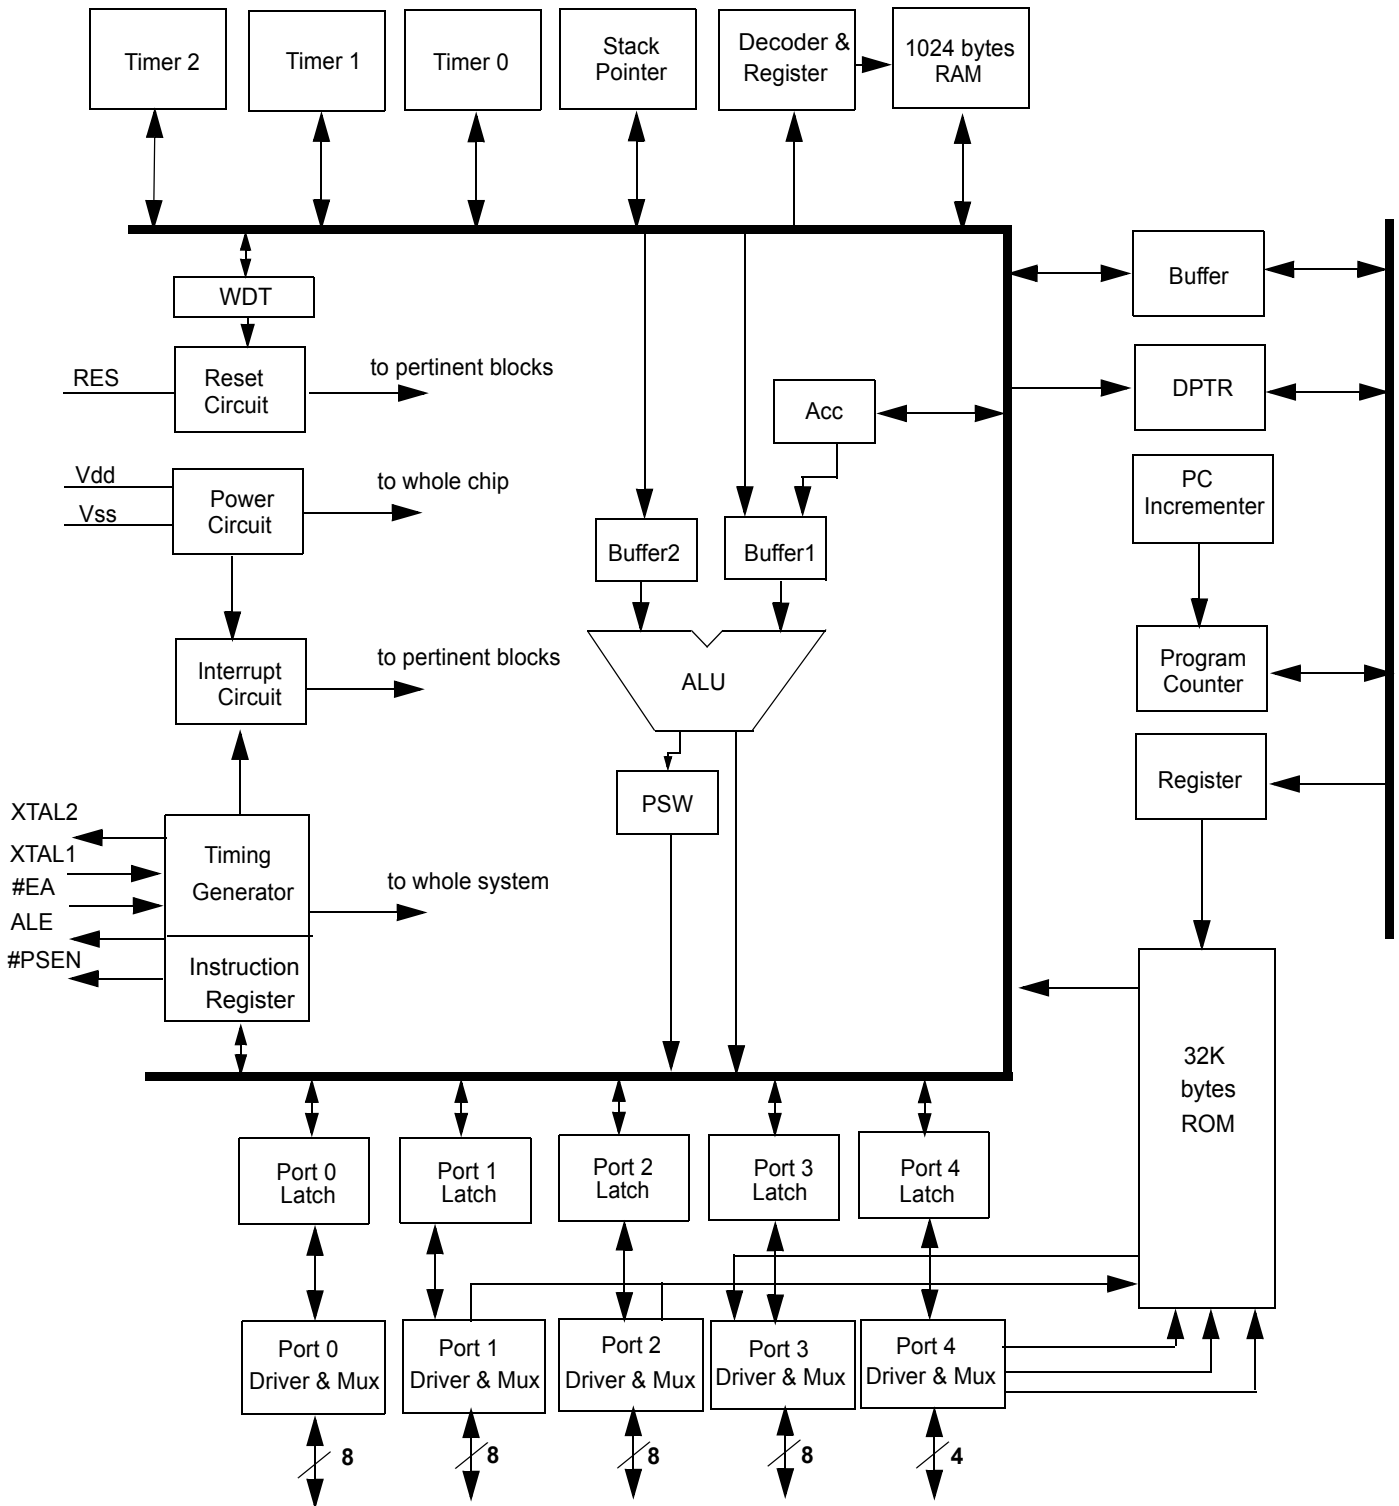 Timer 2
Timer 1
Timer 0
Stack
Pointer
Decoder &
Register
1024 bytes
RAM
WDT
Buffer
RES
Reset
Circuit
to pertinent blocks
Acc
DPTR
Vdd
Vss
Power
Circuit
to whole chip
PC
Incrementer
Buffer2
Buffer1
Interrupt
Circuit
to pertinent blocks
ALU
Program
Counter
PSW
Register
XTAL2
XTAL1
#EA
ALE
#PSEN
Timing
Generator
to whole system
Instruction
Register
32K
bytes
ROM
Port 0
Latch
Port 1
Latch
Port 2
Latch
Port 3
Latch
Port 4
Latch
Port 0
Driver & Mux
Port 1
Driver & Mux
Port 2
Driver & Mux
Port 3
Driver & Mux
Port 4
Driver & Mux
8
8
8
8
4